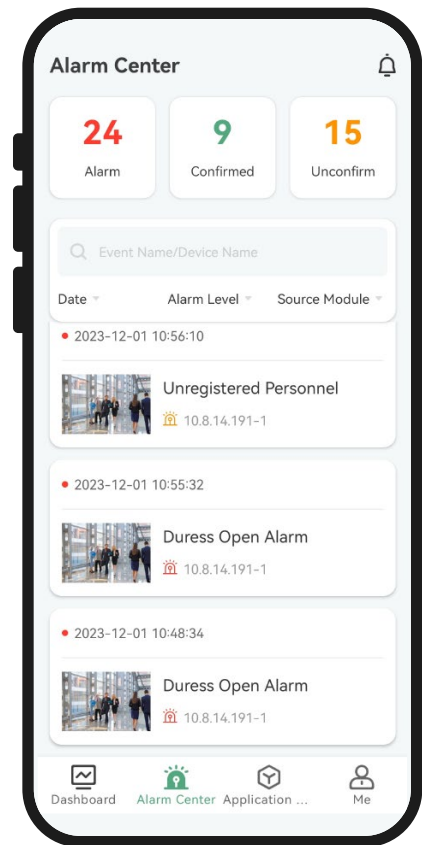 Alarm Center
24 9 15
Alarm Confirmed Unconfirm
Event Name/Device Name
Date Alarm Level Source Module
2023-12-01 10:56:10
Unregistered Personnel
10.8.14.191-1
2023-12-01 10:55:32
Duress Open Alarm
10.8.14.191-1
2023-12-01 10:48:34
Duress Open Alarm
10.8.14.191-1
Dashboard Alarm Center Application ... Me